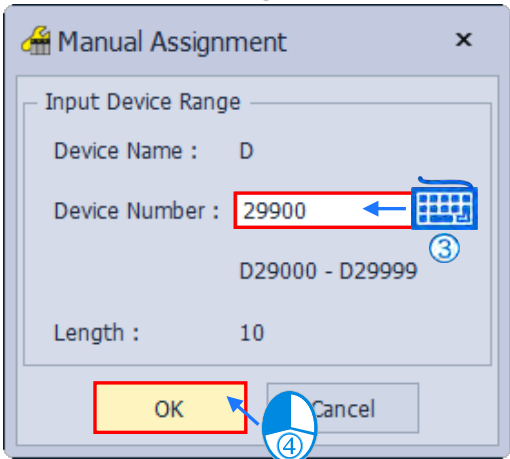 Manual Assignment ×
Input Device Range
Device Name : D
Device Number : 29900
③
D29000 - D29999
Length : 10
OK Cancel
④